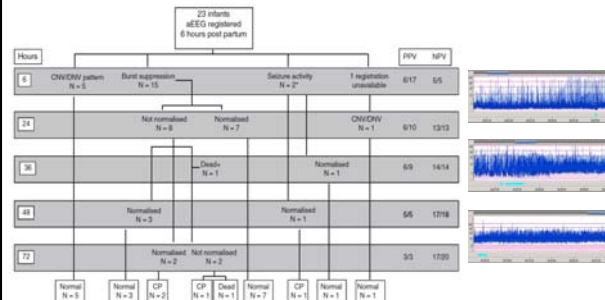 23 infants
aEEG registered
6 hours post partum
Hours
PPV
NPV
6
CNV/DNV pattern
N = 5
Burst suppression
N = 15
Seizure activity
N = 2*
1 registration
unavailable
6/17
5/5
24
Not normalised
N = 8
Normalised
N = 7
CNV/DNV
N = 1
6/10
13/13
36
Dead+
N = 1
Normalised
N = 1
6/9
14/14
48
Normalised
N = 3
Normalised
N = 1
17/18
72
Normalised
N = 2
Not normalised
N = 2
3/3
17/20
Normal
N = 5
Normal
N = 3
CP
N = 2
CP
N = 1
Dead
N = 1
Normal
N = 7
CP
N = 1
Normal
N = 1
Normal
N = 1